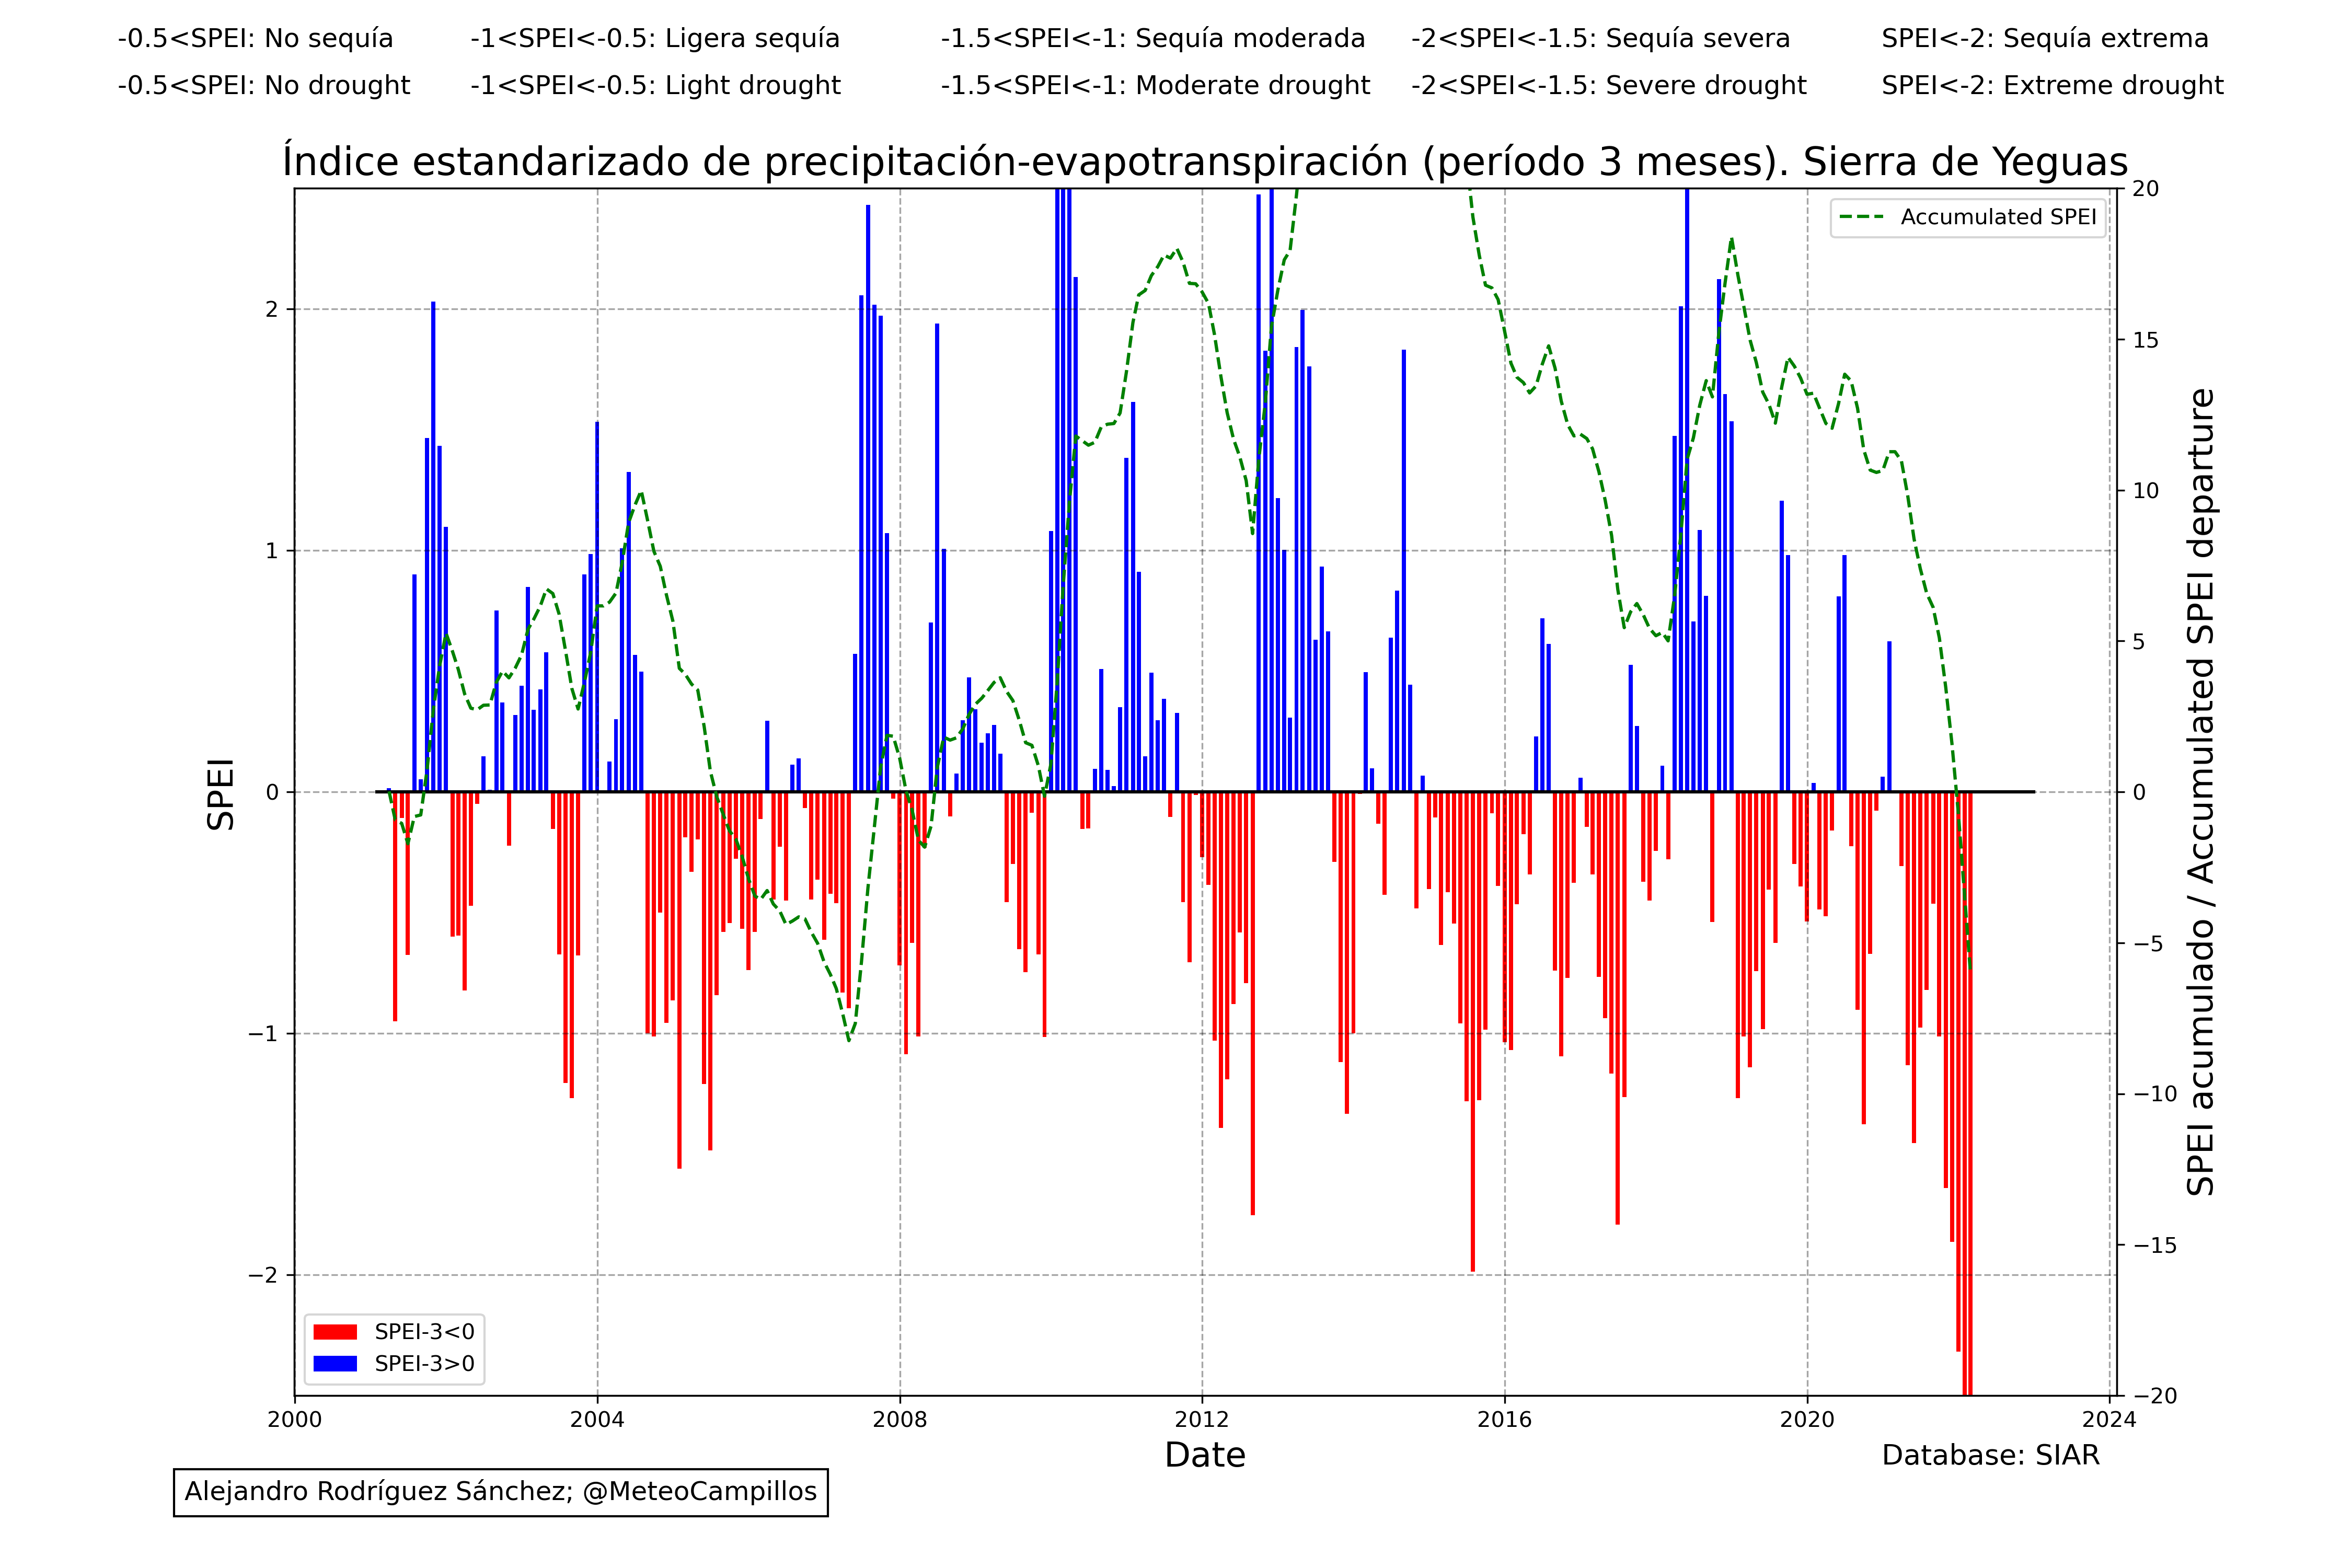 -0.5<SPEI: No sequía -1<SPEI<-0.5: Ligera sequía -1.5<SPEI<-1: Sequía moderada -2<SPEI<-1.5: Sequía severa SPEI<-2: Sequía extrema
-0.5<SPEI: No drought -1<SPEI<-0.5: Light drought -1.5<SPEI<-1: Moderate drought -2<SPEI<-1.5: Severe drought SPEI<-2: Extreme drought
Índice estandarizado de precipitación-evapotranspiración (período 3 meses). Sierra de Yeguas
SPEI
2
1
0
−1
−2
Accumulated SPEI
20
15
10
5
0
−5
−10
−15
−20
SPEI acumulado / Accumulated SPEI departure
SPEI-3<0
SPEI-3>0
2000 2004 2008 2012 2016 2020 2024
Date
Database: SIAR
Alejandro Rodríguez Sánchez; @MeteoCampillos